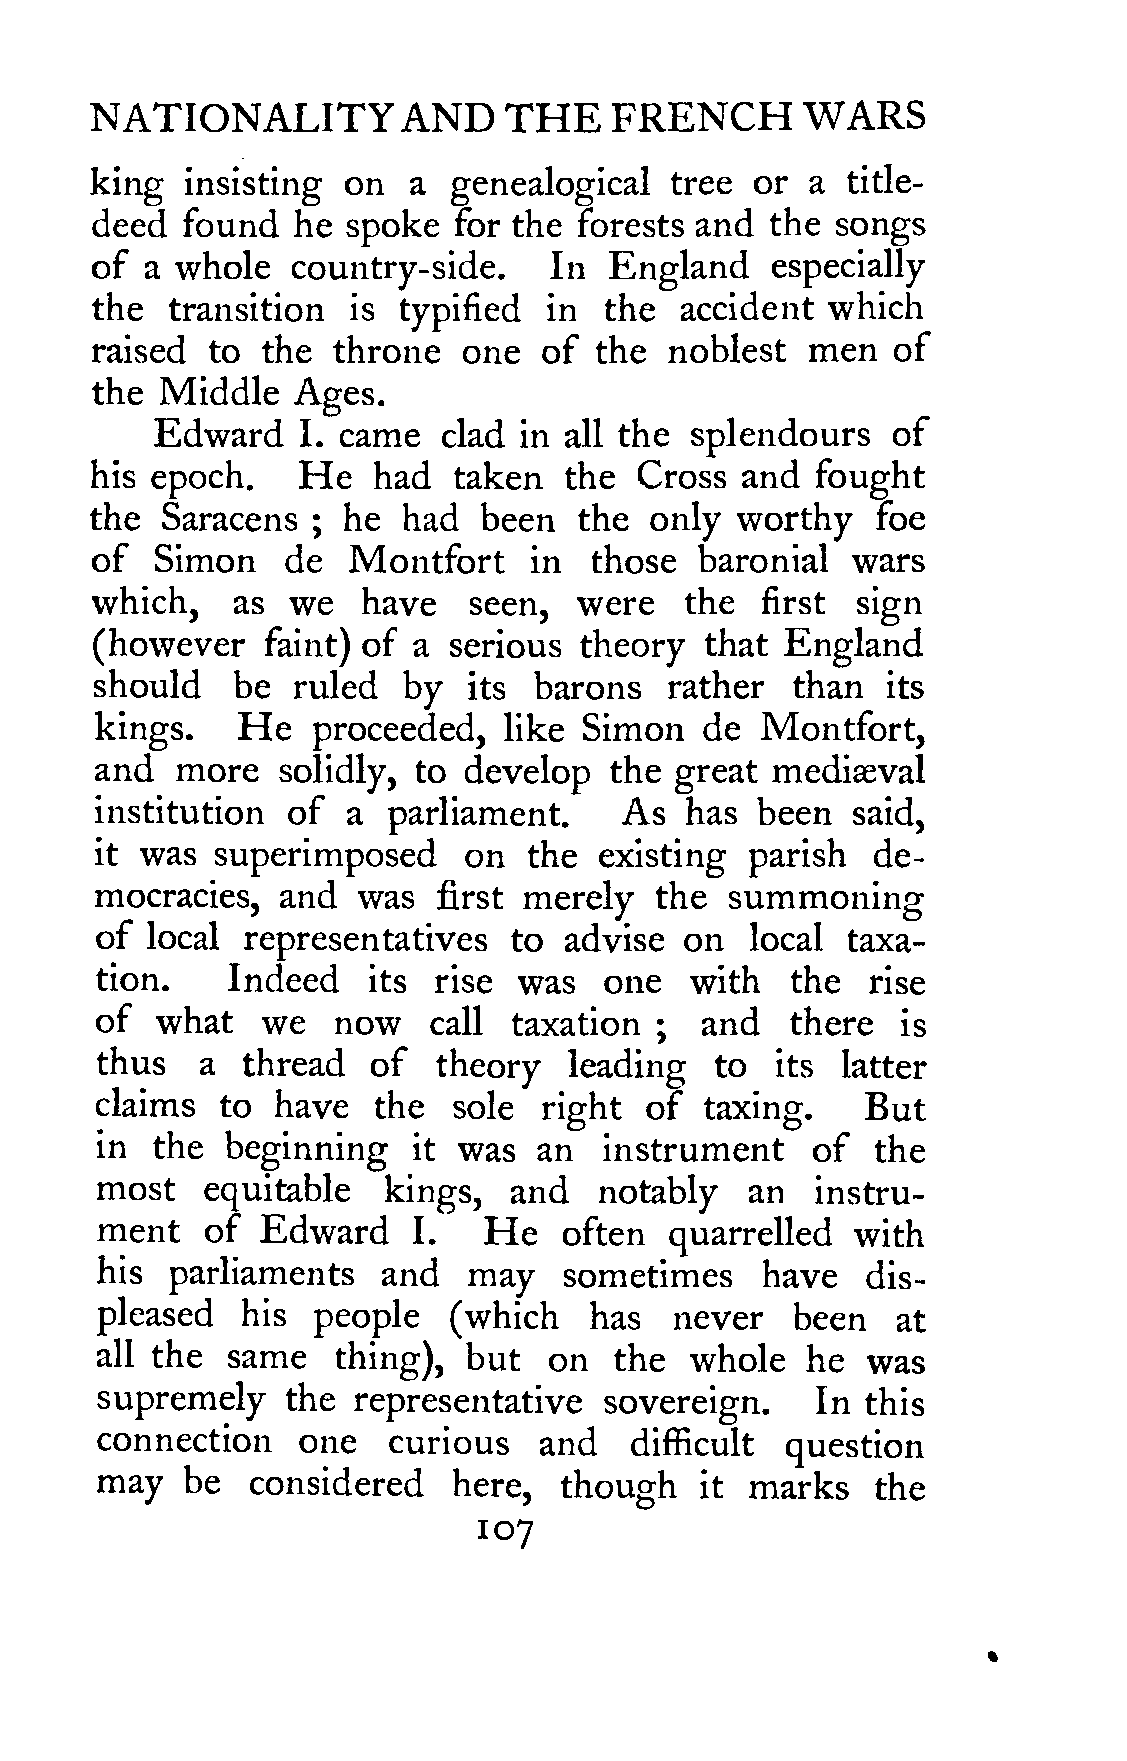 NATIONALITY AND THE FRENCH WARS
king insisting on a genealogical tree or a title-
deed found he spoke for the forests and the songs
of a whole country-side. In England especially
the transition is typified in the accident which
raised to the throne one of the noblest men of
the Middle Ages.
Edward I. came clad in all the splendours of
his epoch. He had taken the Cross and fought
the Saracens ; he had been the only worthy foe
of Simon de Montfort in those baronial wars
which, as we have seen, were the first sign
(however faint) of a serious theory that England
should be ruled by its barons rather than its
kings. He proceeded, like Simon de Montfort,
and more solidly, to develop the great mediæval
institution of a parliament. As has been said,
it was superimposed on the existing parish de-
mocracies, and was first merely the summoning
of local representatives to advise on local taxa-
tion. Indeed its rise was one with the rise
of what we now call taxation ; and there is
thus a thread of theory leading to its latter
claims to have the sole right of taxing. But
in the beginning it was an instrument of the
most equitable kings, and notably an instru-
ment of Edward I. He often quarrelled with
his parliaments and may sometimes have dis-
pleased his people (which has never been at
all the same thing), but on the whole he was
supremely the representative sovereign. In this
connection one curious and difficult question
may be considered here, though it marks the
107